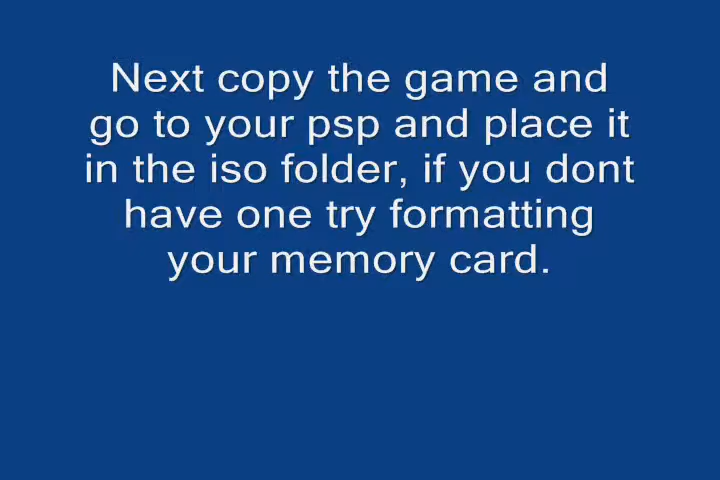 Next copy the game and
go to your psp and place it
in the iso folder, if you dont
have one try formatting
your memory card.